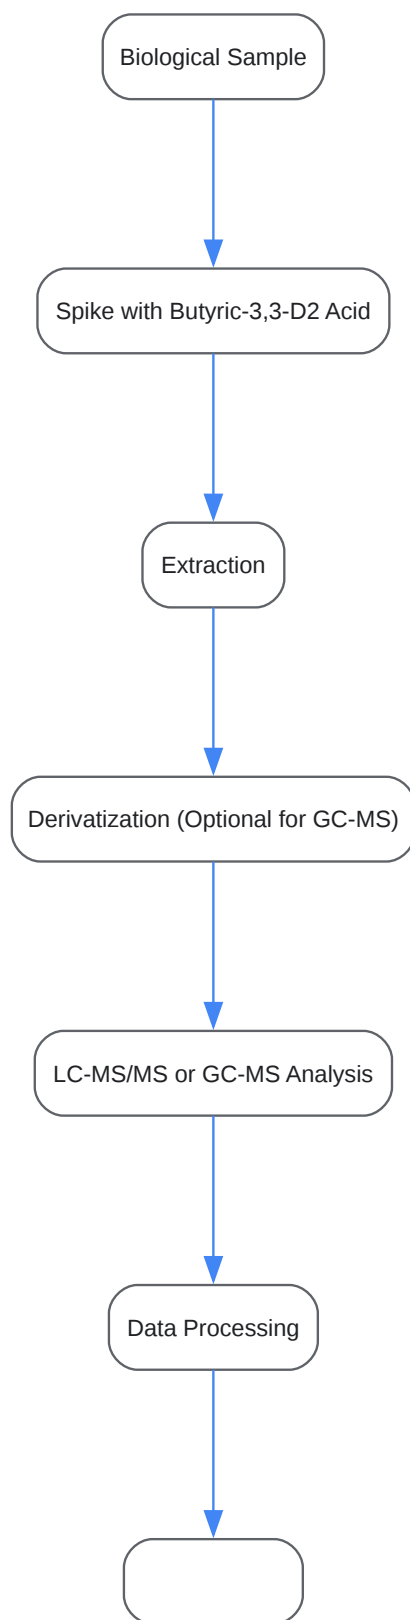 Biological Sample
Spike with Butyric-3,3-D2 Acid
Extraction
Derivatization (Optional for GC-MS)
LC-MS/MS or GC-MS Analysis
Data Processing